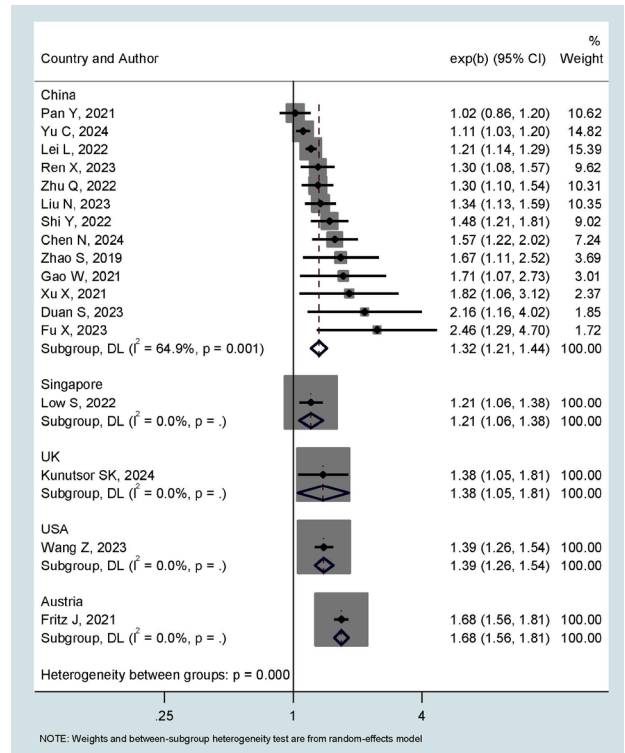 %
Country and Author exp(b) (95% CI) Weight
China
Pan Y, 2021 1.02 (0.86, 1.20) 10.62
Yu C, 2024 1.11 (1.03, 1.20) 14.82
Lei L, 2022 1.21 (1.14, 1.29) 15.39
Ren X, 2023 1.30 (1.08, 1.57) 9.62
Zhu Q, 2022 1.30 (1.10, 1.54) 10.31
Liu N, 2023 1.34 (1.13, 1.59) 10.35
Shi Y, 2022 1.48 (1.21, 1.81) 9.02
Chen N, 2024 1.57 (1.22, 2.02) 7.24
Zhao S, 2019 1.67 (1.11, 2.52) 3.69
Gao W, 2021 1.71 (1.07, 2.73) 3.01
Xu X, 2021 1.82 (1.06, 3.12) 2.37
Duan S, 2023 2.16 (1.16, 4.02) 1.85
Fu X, 2023 2.46 (1.29, 4.70) 1.72
Subgroup, DL (I² = 64.9%, p = 0.001) 1.32 (1.21, 1.44) 100.00
Singapore
Low S, 2022 1.21 (1.06, 1.38) 100.00
Subgroup, DL (I² = 0.0%, p = .) 1.21 (1.06, 1.38) 100.00
UK
Kunutsor SK, 2024 1.38 (1.05, 1.81) 100.00
Subgroup, DL (I² = 0.0%, p = .) 1.38 (1.05, 1.81) 100.00
USA
Wang Z, 2023 1.39 (1.26, 1.54) 100.00
Subgroup, DL (I² = 0.0%, p = .) 1.39 (1.26, 1.54) 100.00
Austria
Fritz J, 2021 1.68 (1.56, 1.81) 100.00
Subgroup, DL (I² = 0.0%, p = .) 1.68 (1.56, 1.81) 100.00
Heterogeneity between groups: p = 0.000
.25 1 4
NOTE: Weights and between-subgroup heterogeneity test are from random-effects model